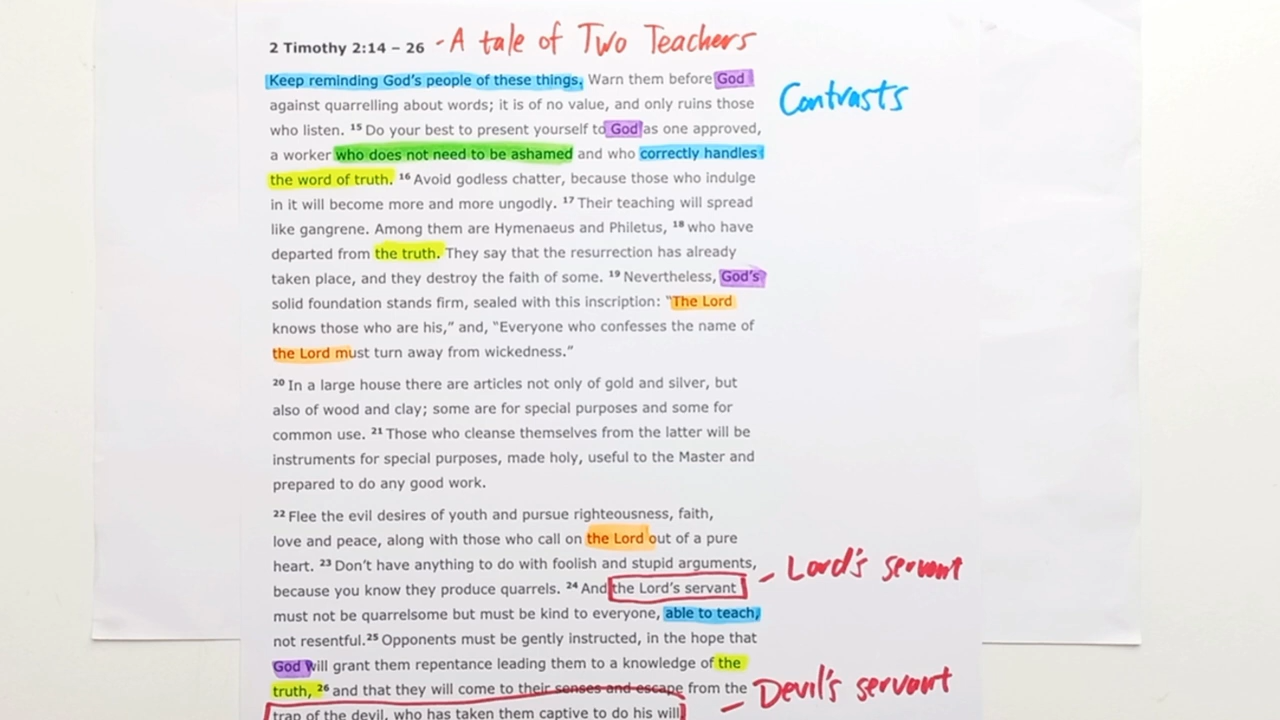 2 Timothy 2:14 – 26 - A tale of Two Teachers
Keep reminding God's people of these things. Warn them before God
Contrasts
against quarrelling about words; it is of no value, and only ruins those
who listen. ¹⁵ Do your best to present yourself to God as one approved,
a worker who does not need to be ashamed and who correctly handles
the word of truth. ¹⁶ Avoid godless chatter, because those who indulge
in it will become more and more ungodly. ¹⁷ Their teaching will spread
like gangrene. Among them are Hymenaeus and Philetus, ¹⁸ who have
departed from the truth. They say that the resurrection has already
taken place, and they destroy the faith of some. ¹⁹ Nevertheless, God's
solid foundation stands firm, sealed with this inscription: “The Lord
knows those who are his,” and, “Everyone who confesses the name of
the Lord must turn away from wickedness.”
²⁰ In a large house there are articles not only of gold and silver, but
also of wood and clay; some are for special purposes and some for
common use. ²¹ Those who cleanse themselves from the latter will be
instruments for special purposes, made holy, useful to the Master and
prepared to do any good work.
²² Flee the evil desires of youth and pursue righteousness, faith,
love and peace, along with those who call on the Lord out of a pure
heart. ²³ Don't have anything to do with foolish and stupid arguments,
because you know they produce quarrels. ²⁴ And the Lord's servant
- Lord's servant
must not be quarrelsome but must be kind to everyone, able to teach,
not resentful.²⁵ Opponents must be gently instructed, in the hope that
God will grant them repentance leading them to a knowledge of the
truth, ²⁶ and that they will come to their senses and escape from the
- Devil's servant
trap of the devil, who has taken them captive to do his will